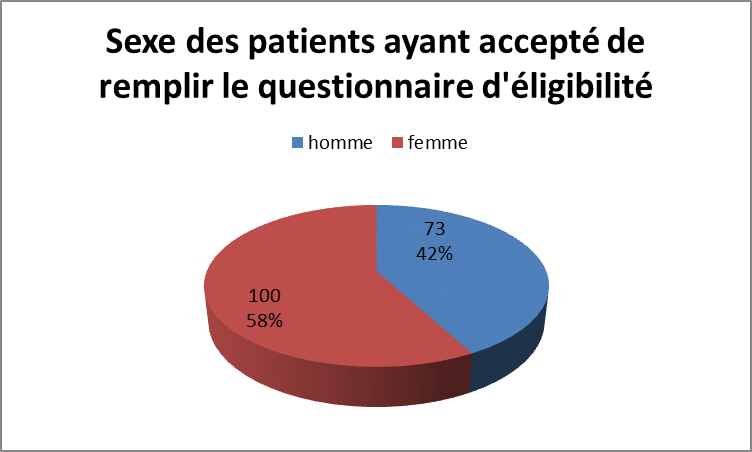 Sexe des patients ayant accepté de
remplir le questionnaire d'éligibilité
homme femme
73
42%
100
58%